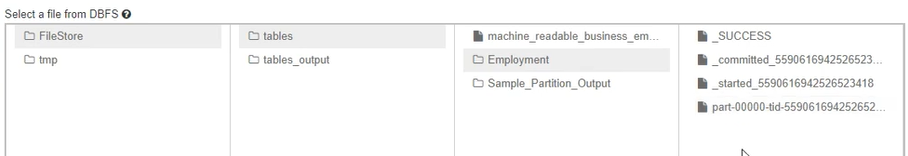 Select a file from DBFS
FileStore
tmp
tables
tables_output
machine_readable_business_em...
Employment
Sample_Partition_Output
_SUCCESS
_committed_5590616942526523...
_started_5590616942526523418
part-00000-tid-559061694252652...